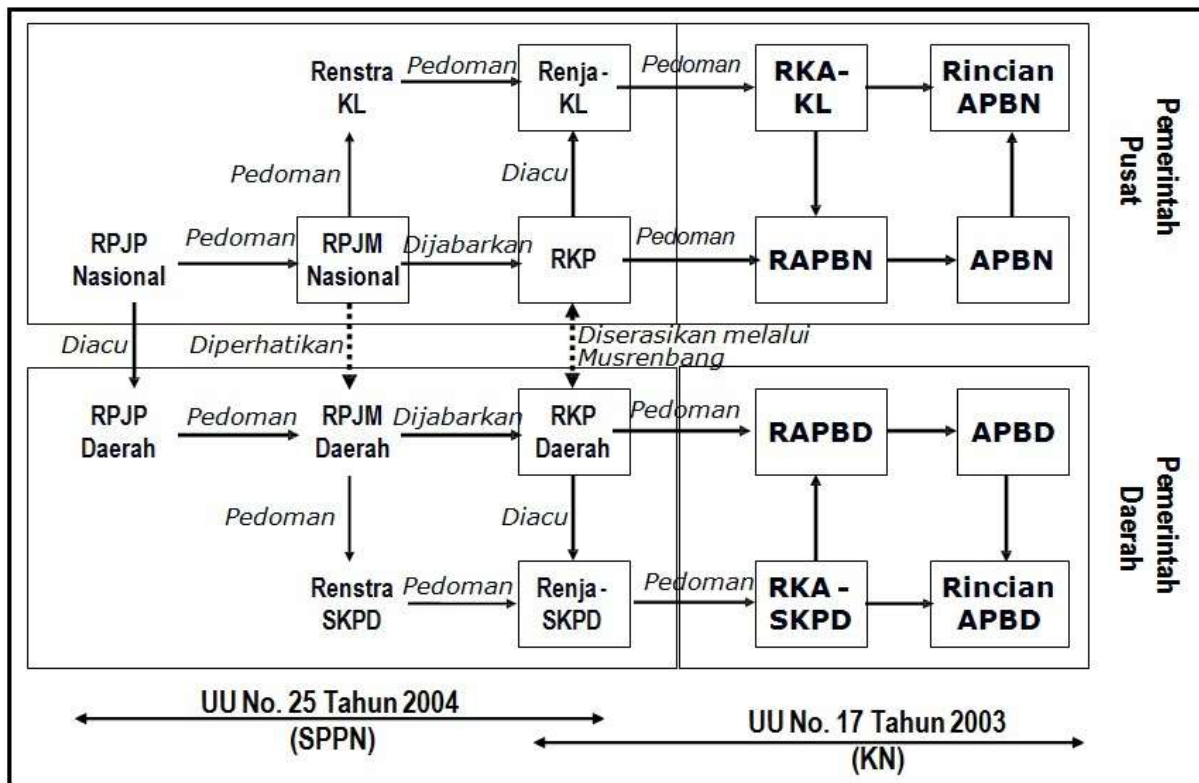 Renstra
KL
Pedoman
Renja -
KL
Pedoman
RKA-
KL
Rincian
APBN
Pemerintah
Pusat
Pedoman
Diacu
RPJP
Nasional
Pedoman
RPJM
Nasional
Dijabarkan
RKP
Pedoman
RAPBN
APBN
Diacu
Diperhatikan
Diserasikan melalui
Musrenbang
RPJP
Daerah
Pedoman
RPJM
Daerah
Dijabarkan
RKP
Daerah
Pedoman
RAPBD
APBD
Pemerintah
Daerah
Pedoman
Diacu
Renstra
SKPD
Pedoman
Renja -
SKPD
Pedoman
RKA -
SKPD
Rincian
APBD
UU No. 25 Tahun 2004
(SPPN)
UU No. 17 Tahun 2003
(KN)